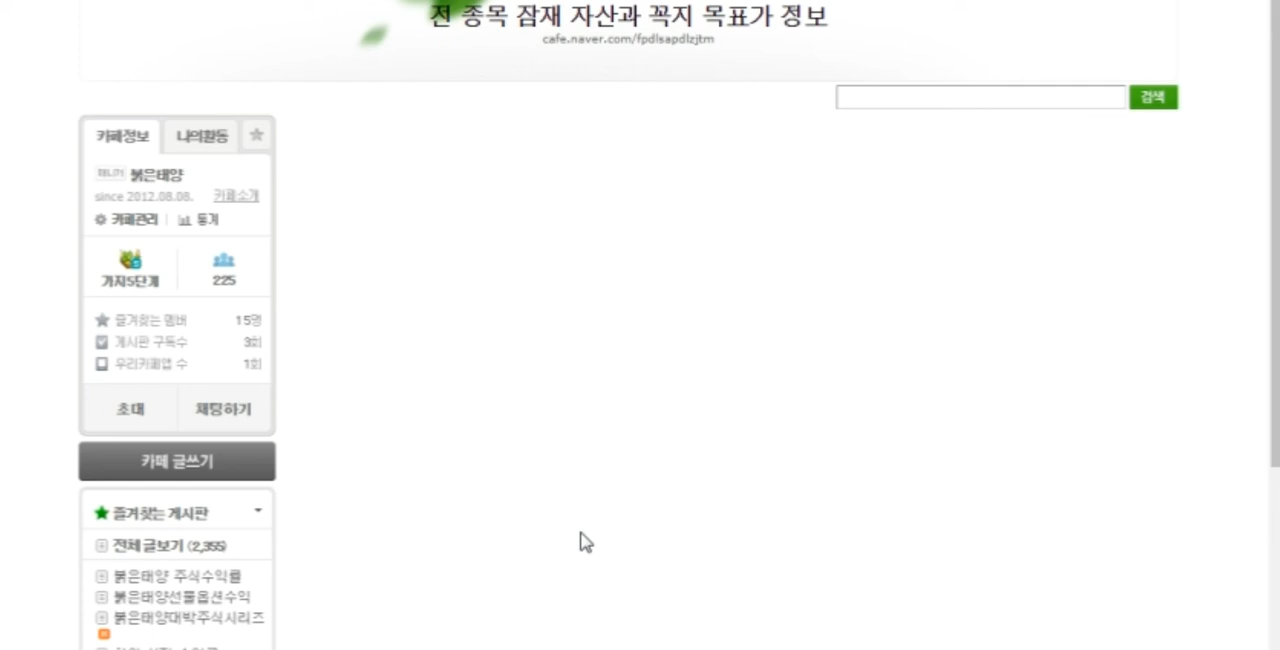 전 종목 잠재 자산과 꼭지 목표가 정보
cafe.naver.com/fpdlsapdlzjtm
검색
카페정보 나의활동
매니저 붉은태양
since 2012.08.08. 카페소개
카페관리 통계
가지5단계 225
즐겨찾는 멤버 15명
게시판 구독수 3회
우리카페앱 수 1회
초대 채팅하기
카페 글쓰기
즐겨찾는 게시판
전체글보기 (2,355)
붉은태양 주식수익률
붉은태양선물옵션수익
붉은태양대박주식시리즈